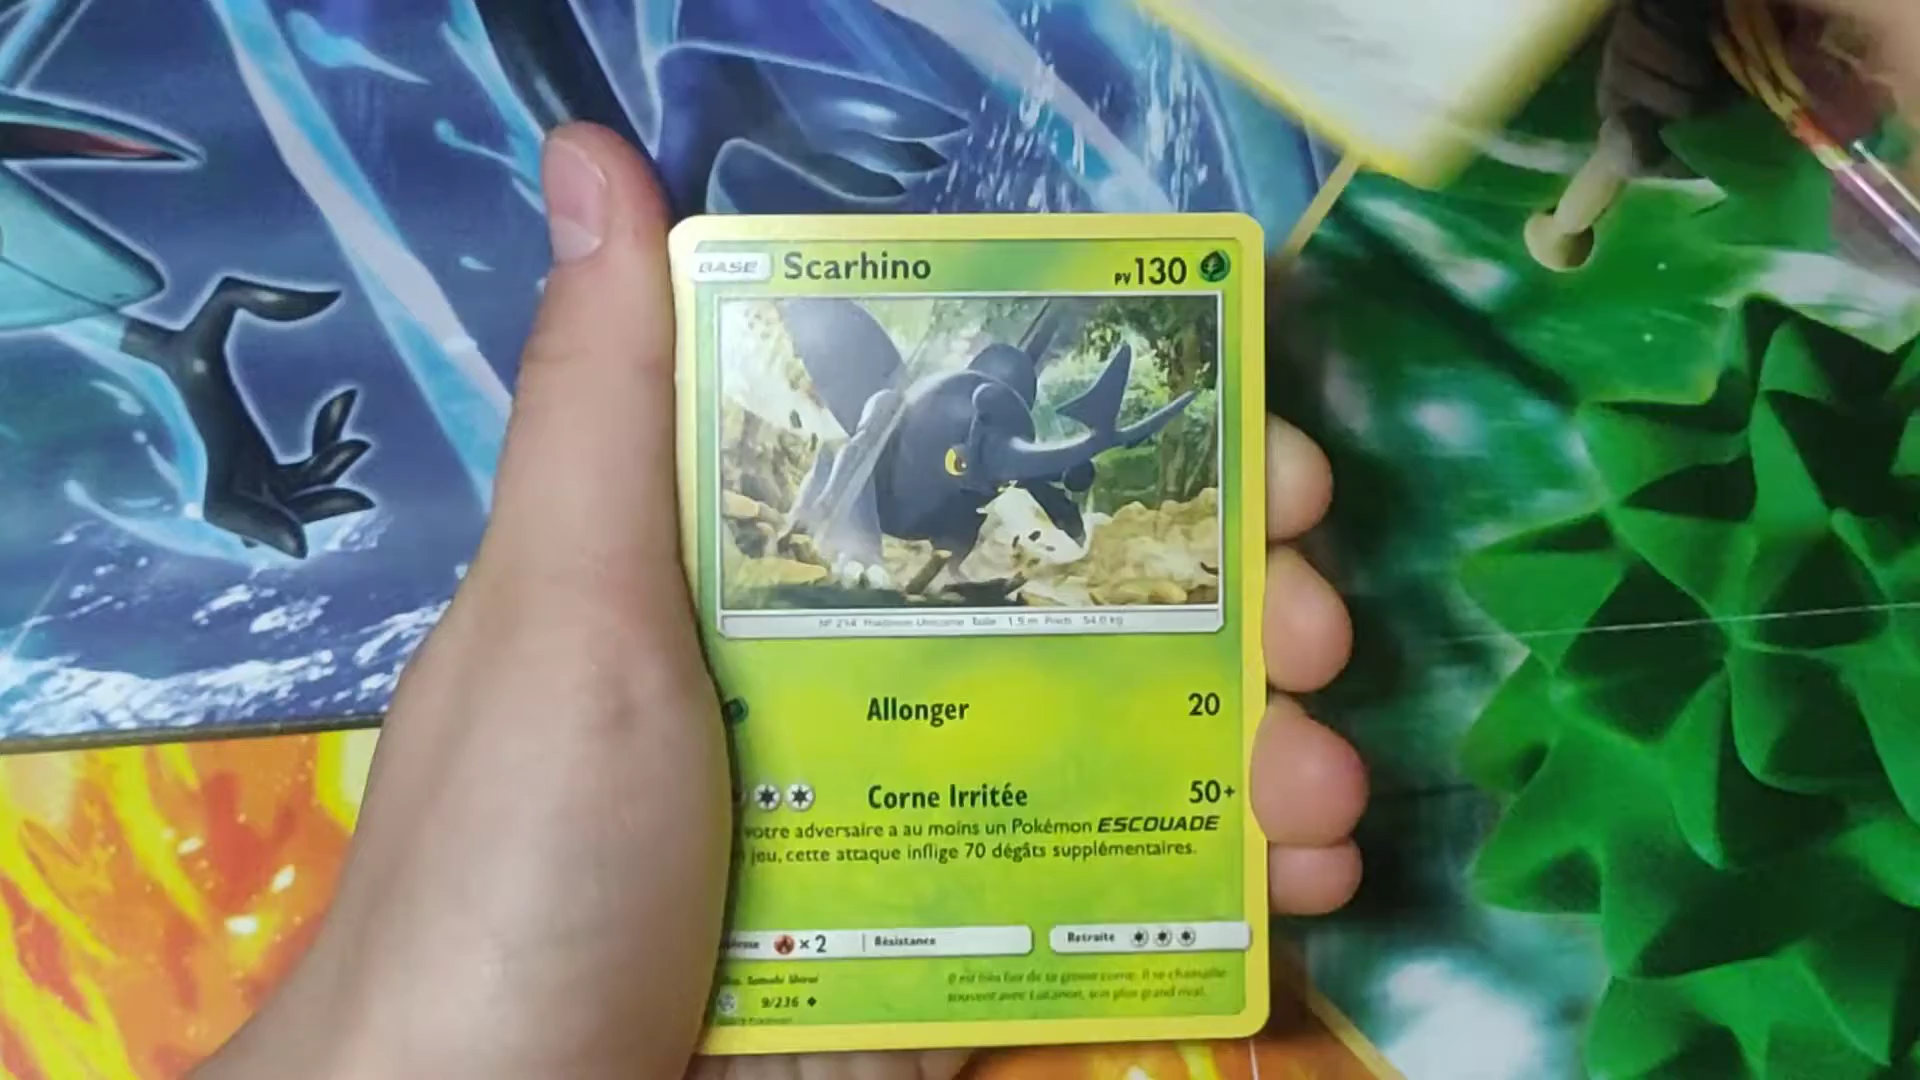 BASE Scarhino PV130
N° 214 Pokémon Unicorne Taille 1.5 m Poids 54.0 kg
Allonger 20
Corne Irritée 50+
votre adversaire a au moins un Pokémon ESCOUADE
jeu, cette attaque inflige 70 dégâts supplémentaires.
×2 Résistance Retraite
Il est très fier de sa grosse corne. Il se chamaille
souvent avec Lucanon, son plus grand rival.
9/236